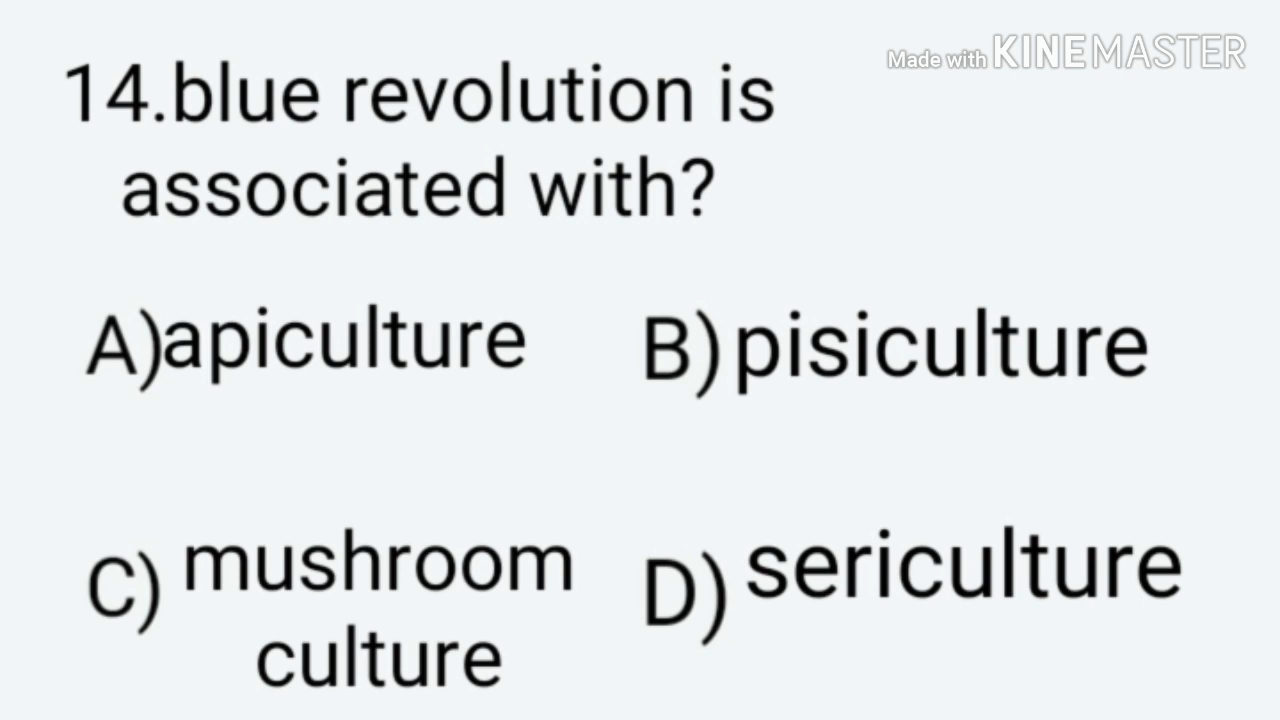 Made with KINEMASTER
14.blue revolution is
associated with?
A)apiculture
B)pisiculture
C) mushroom
culture
D) sericulture